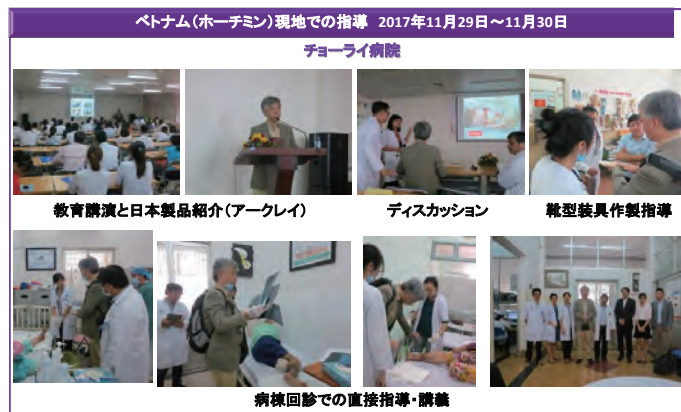 ベトナム（ホーチミン）現地での指導 2017年11月29日～11月30日
チョーライ病院
教育講演と日本製品紹介（アークレイ）
ディスカッション
靴型装具作製指導
病棟回診での直接指導・講義